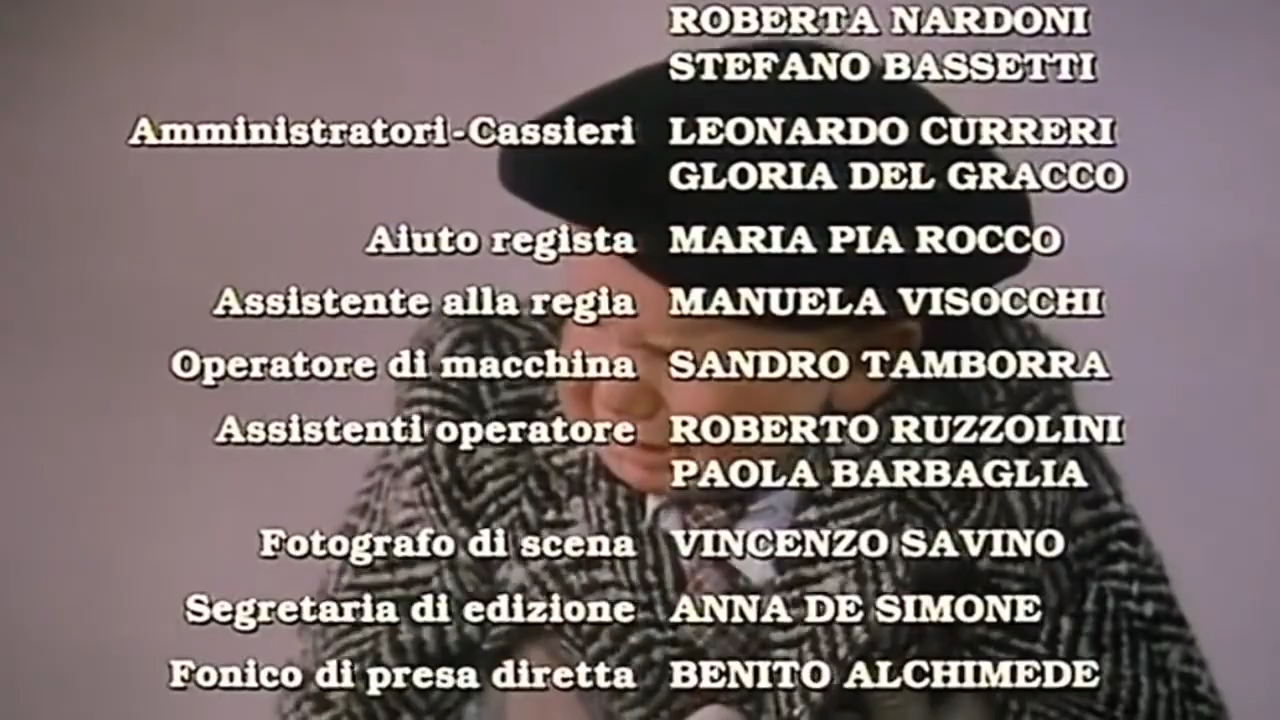 ROBERTA NARDONI
STEFANO BASSETTI
Amministratori-Cassieri LEONARDO CURRERI
GLORIA DEL GRACCO
Aiuto regista MARIA PIA ROCCO
Assistente alla regia MANUELA VISOCCHI
Operatore di macchina SANDRO TAMBORRA
Assistenti operatore ROBERTO RUZZOLINI
PAOLA BARBAGLIA
Fotografo di scena VINCENZO SAVINO
Segretaria di edizione ANNA DE SIMONE
Fonico di presa diretta BENITO ALCHIMEDE